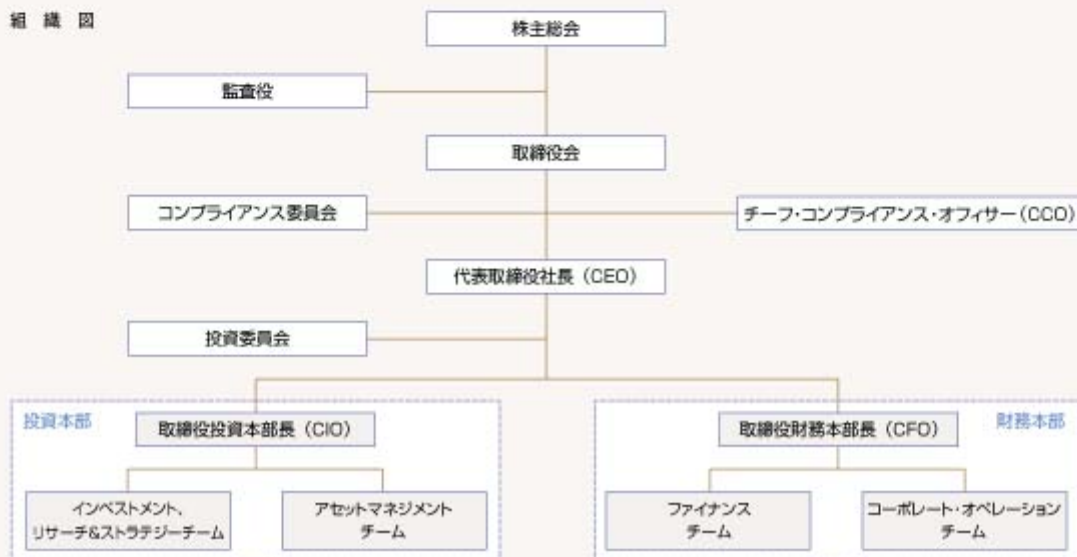 組織図
株主総会
監査役
取締役会
コンプライアンス委員会
チーフ・コンプライアンス・オフィサー（CCO）
代表取締役社長（CEO）
投資委員会
投資本部
取締役投資本部長（CIO）
取締役財務本部長（CFO）
財務本部
インベストメント、
リサーチ&ストラテジーチーム
アセットマネジメント
チーム
ファイナンス
チーム
コーポレート・オペレーション
チーム